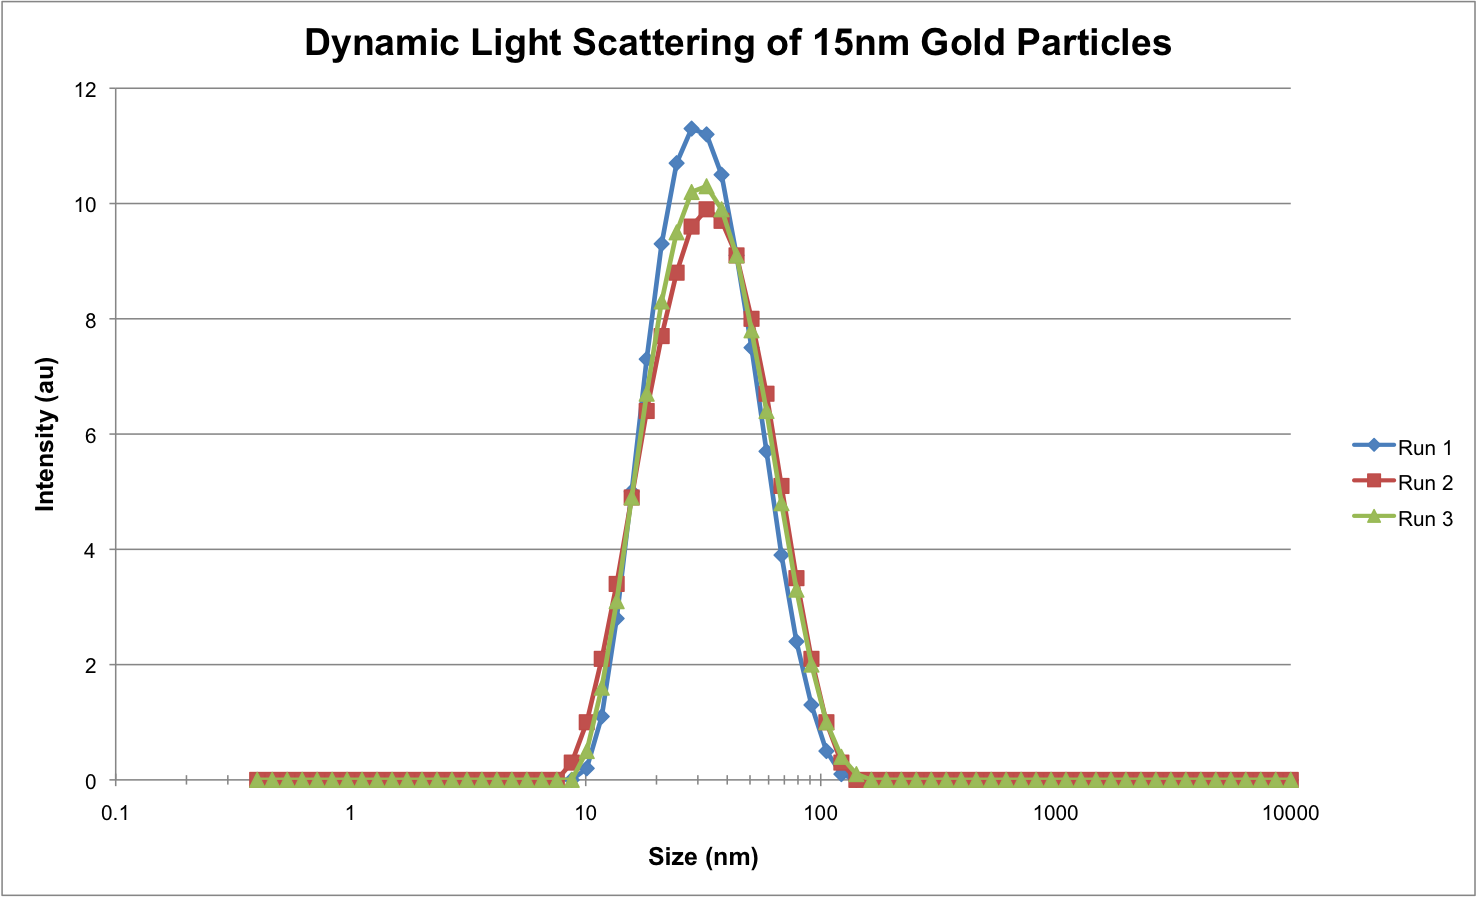 Dynamic Light Scattering of 15nm Gold Particles
12
10
8
6
4
2
0
Intensity (au)
0.1 1 10 100 1000 10000
Size (nm)
Run 1
Run 2
Run 3